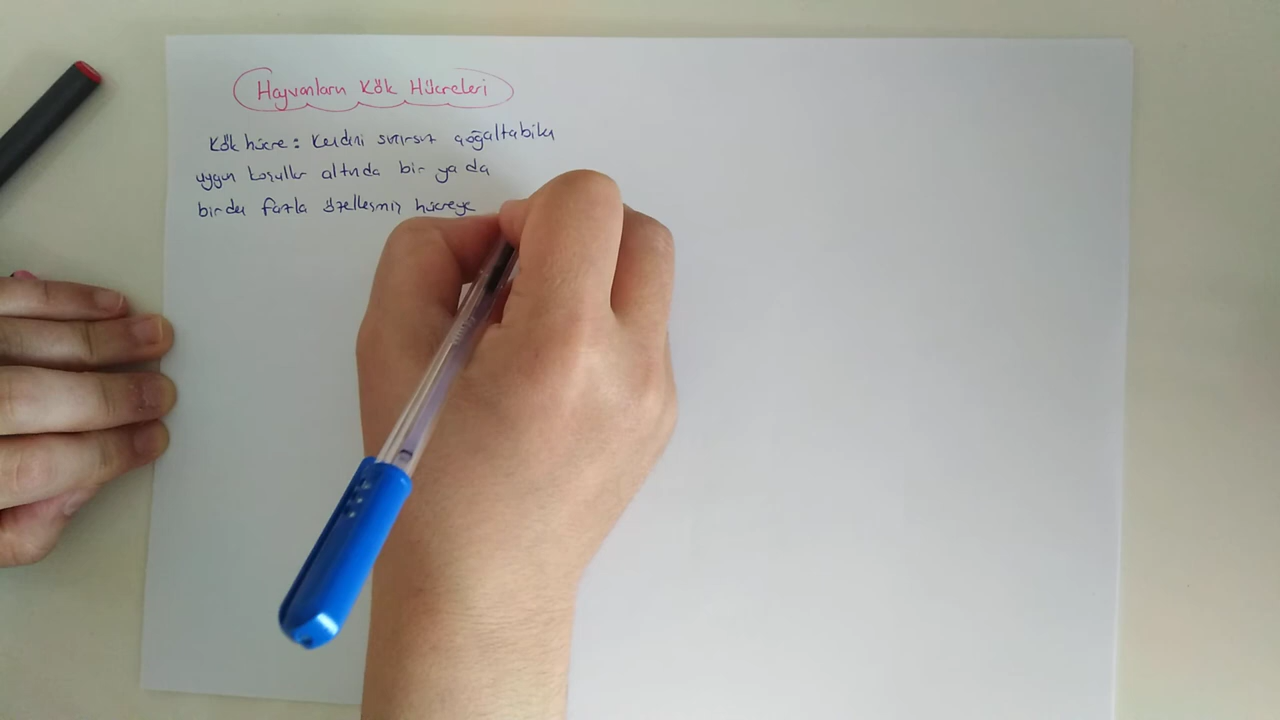 Hayvanların Kök Hücreleri
Kök hücre: Kendini sınırsız çoğaltabilen
uygun koşullar altında bir ya da
birden fazla özelleşmiş hücreye